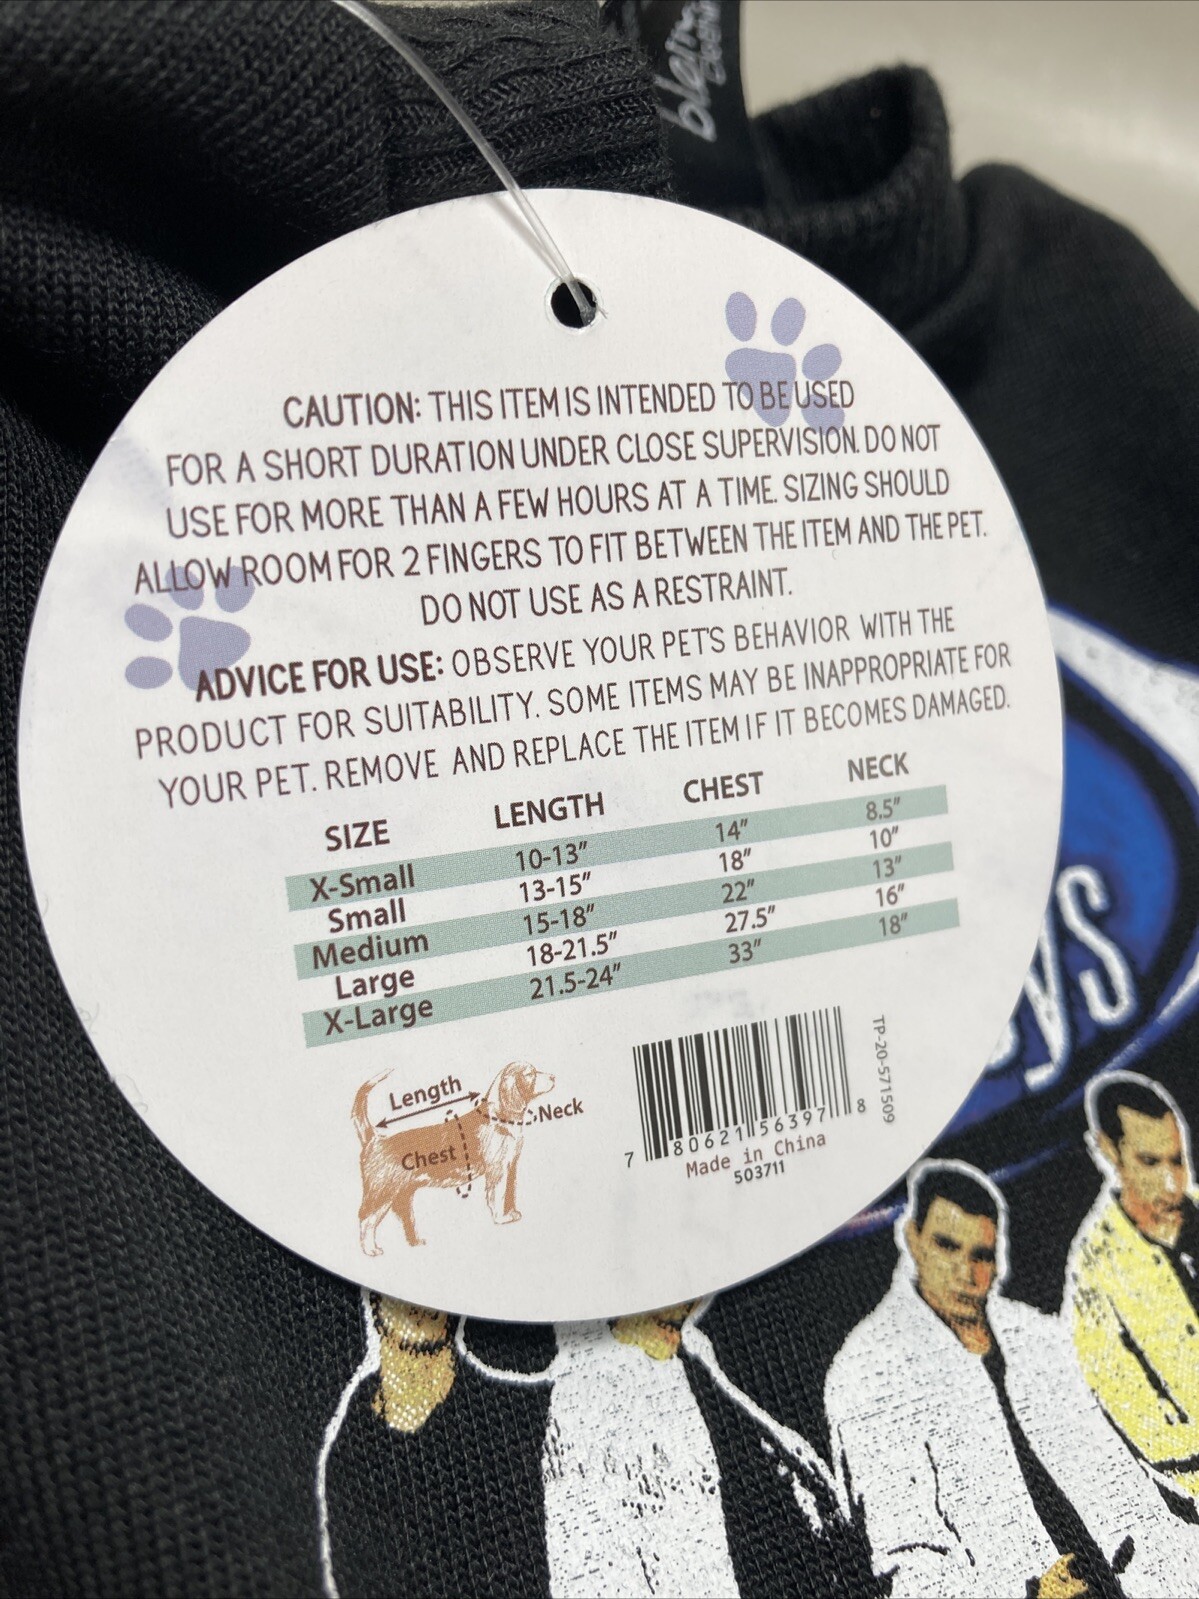 CAUTION: THIS ITEM IS INTENDED TO BE USED
FOR A SHORT DURATION UNDER CLOSE SUPERVISION. DO NOT
USE FOR MORE THAN A FEW HOURS AT A TIME. SIZING SHOULD
ALLOW ROOM FOR 2 FINGERS TO FIT BETWEEN THE ITEM AND THE PET.
DO NOT USE AS A RESTRAINT.
ADVICE FOR USE: OBSERVE YOUR PET'S BEHAVIOR WITH THE
PRODUCT FOR SUITABILITY. SOME ITEMS MAY BE INAPPROPRIATE FOR
YOUR PET. REMOVE AND REPLACE THE ITEM IF IT BECOMES DAMAGED.
SIZE LENGTH CHEST NECK
X-Small 10-13" 14" 8.5"
Small 13-15" 18" 10"
Medium 15-18" 22" 13"
Large 18-21.5" 27.5" 16"
X-Large 21.5-24" 33" 18"
Length
Neck
Chest
7 80621 56397 8
Made in China
503711
TP-20-571509